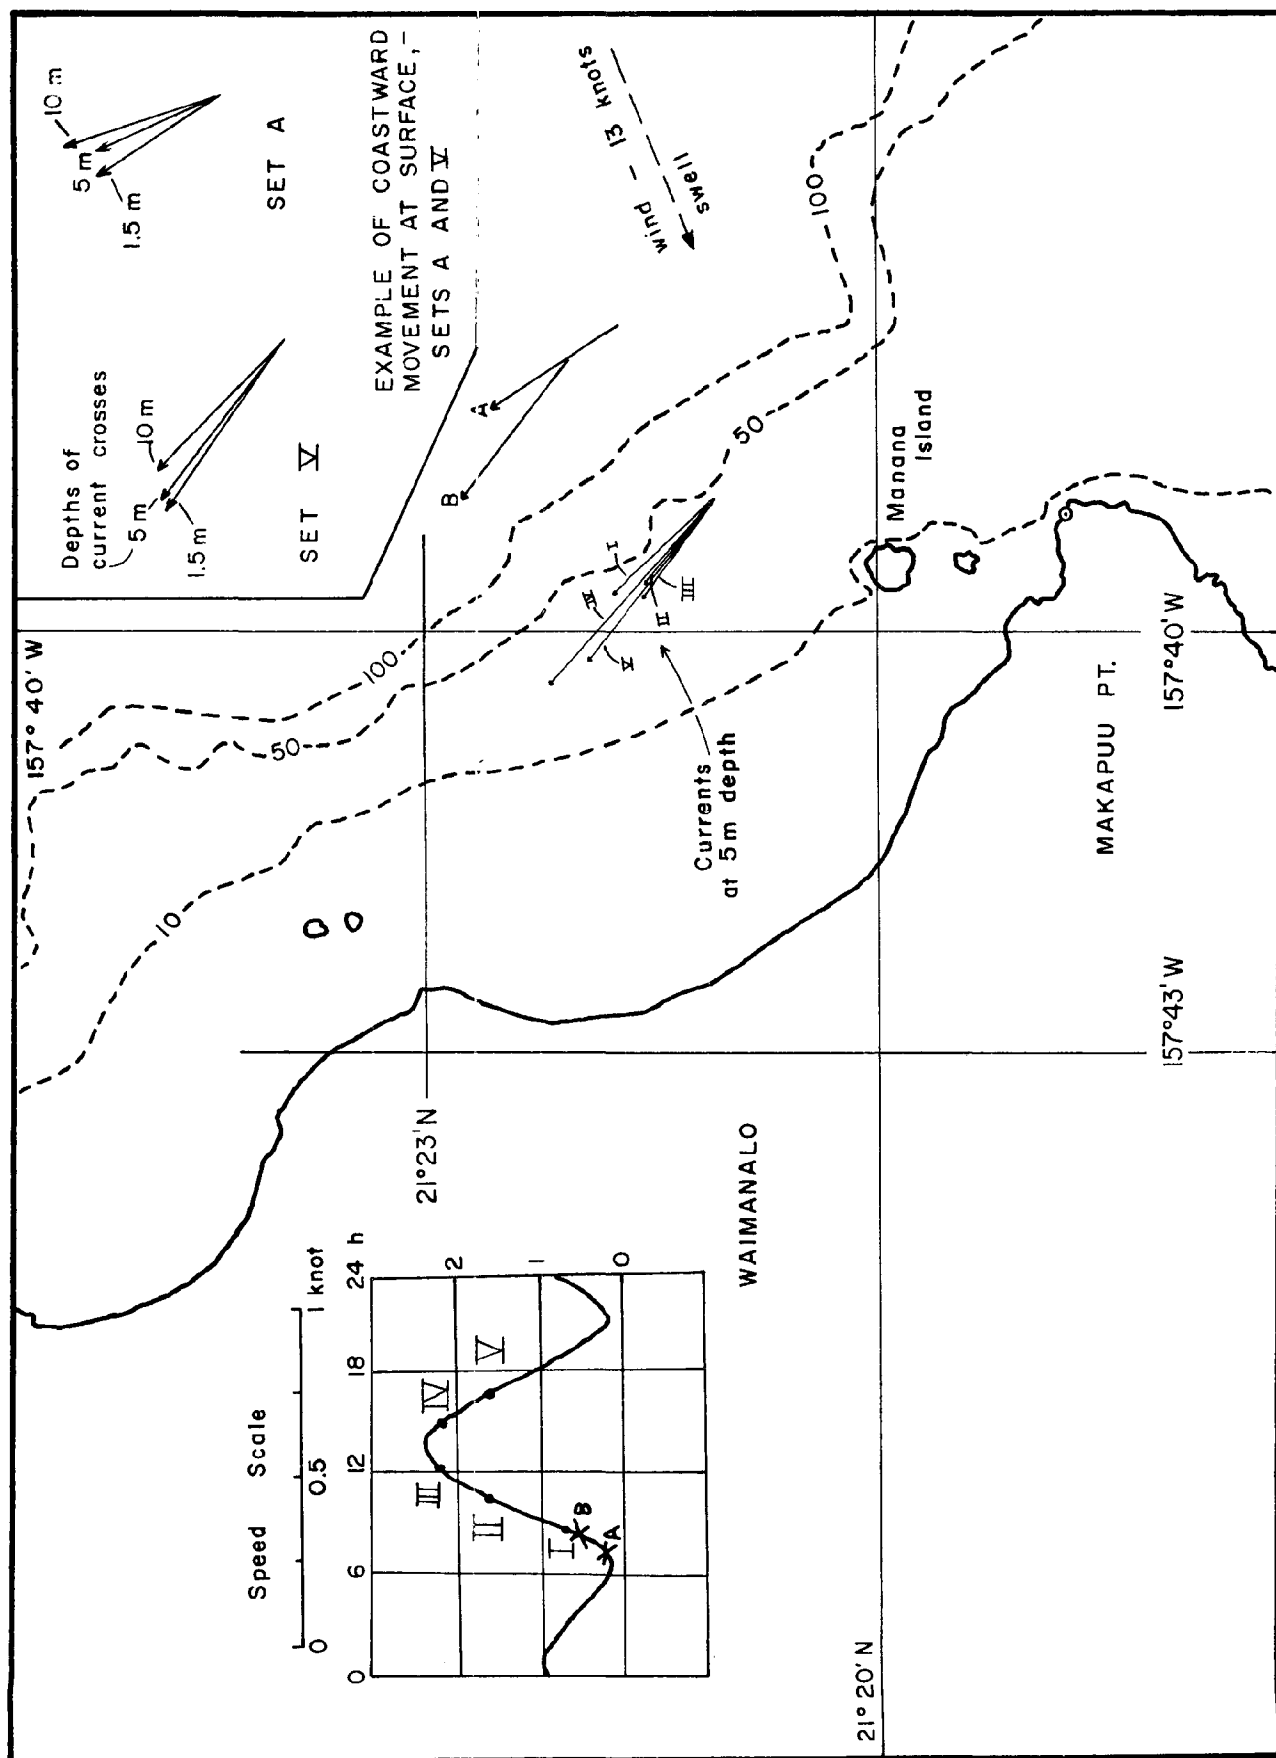 Speed Scale
0 0.5 1 knot
0 6 12 18 24 h
2
1
0
I
II
III
IV
V
A
B
WAIMANALO
21°23'N
21° 20' N
157° 40' W
157°43'W
157°40'W
MAKAPUU PT.
Manana
Island
10
50
100
50
100
Currents
at 5m depth
I
II
III
IV
V
A
B
wind - 13 knots
swell
Depths of
current crosses
10 m
5 m
1.5 m
SET V
10 m
5 m
1.5 m
SET A
EXAMPLE OF COASTWARD
MOVEMENT AT SURFACE,-
SETS A AND V